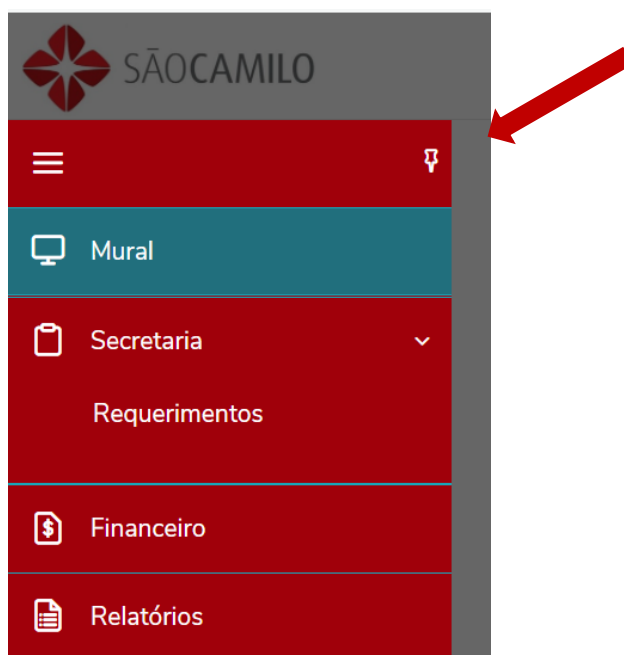 SÃOCAMILO
Mural
Secretaria
Requerimentos
Financeiro
Relatórios